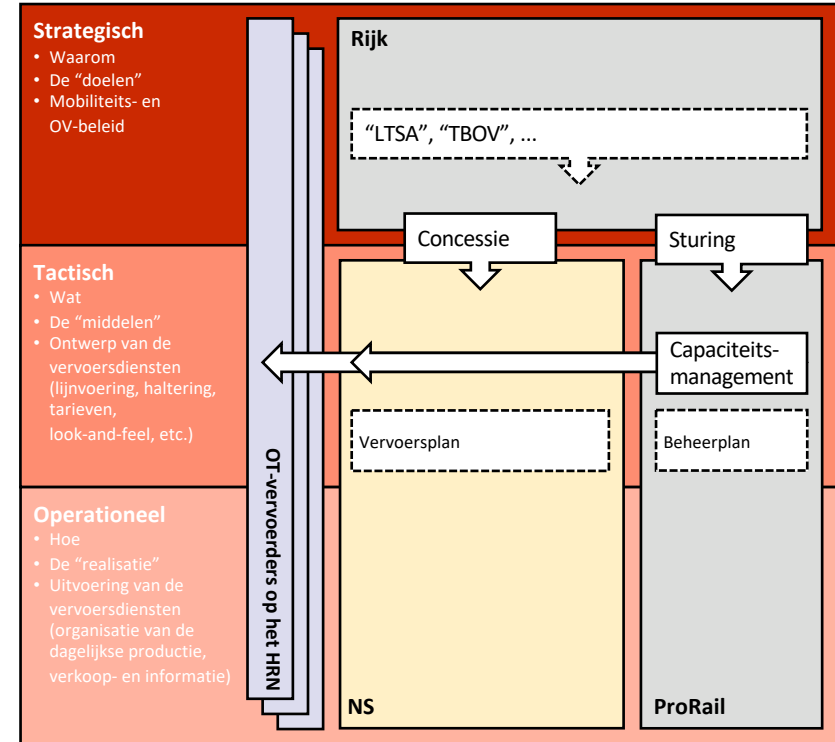 Strategisch
• Waarom
• De “doelen”
• Mobiliteits- en
OV-beleid
Rijk
“LTSA”, “TBOV”, ...
Concessie
Sturing
Tactisch
• Wat
• De “middelen”
• Ontwerp van de
vervoersdiensten
(lijnvoering, haltering,
tarieven,
look-and-feel, etc.)
Capaciteits-
management
Vervoersplan
Beheerplan
OT-vervoerders op het HRN
Operationeel
• Hoe
• De “realisatie”
• Uitvoering van de
vervoersdiensten
(organisatie van de
dagelijkse productie,
verkoop- en informatie)
NS
ProRail